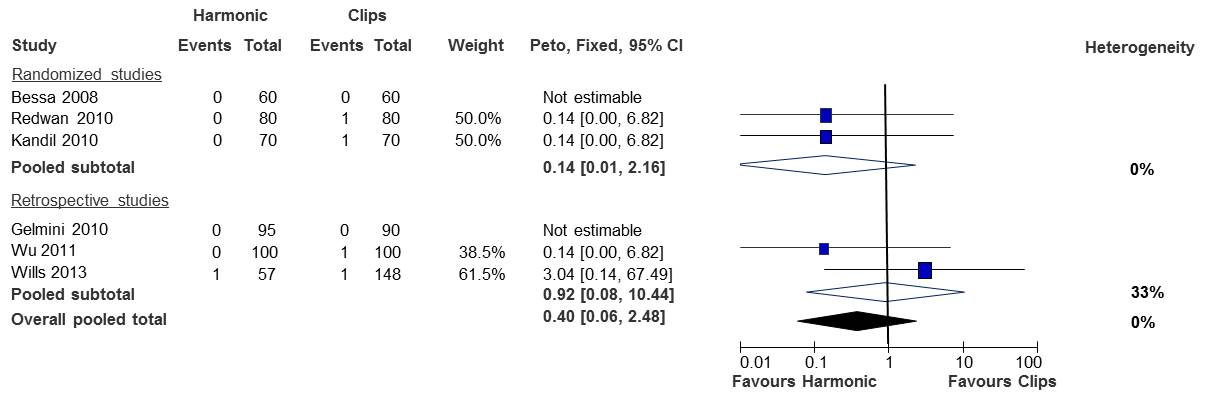 Harmonic Clips
Study Events Total Events Total Weight Peto, Fixed, 95% CI Heterogeneity
Randomized studies
Bessa 2008 0 60 0 60 Not estimable
Redwan 2010 0 80 1 80 50.0% 0.14 [0.00, 6.82]
Kandil 2010 0 70 1 70 50.0% 0.14 [0.00, 6.82]
Pooled subtotal 0.14 [0.01, 2.16] 0%
Retrospective studies
Gelmini 2010 0 95 0 90 Not estimable
Wu 2011 0 100 1 100 38.5% 0.14 [0.00, 6.82]
Wills 2013 1 57 1 148 61.5% 3.04 [0.14, 67.49]
Pooled subtotal 0.92 [0.08, 10.44] 33%
Overall pooled total 0.40 [0.06, 2.48] 0%
0.01 0.1 1 10 100
Favours Harmonic Favours Clips